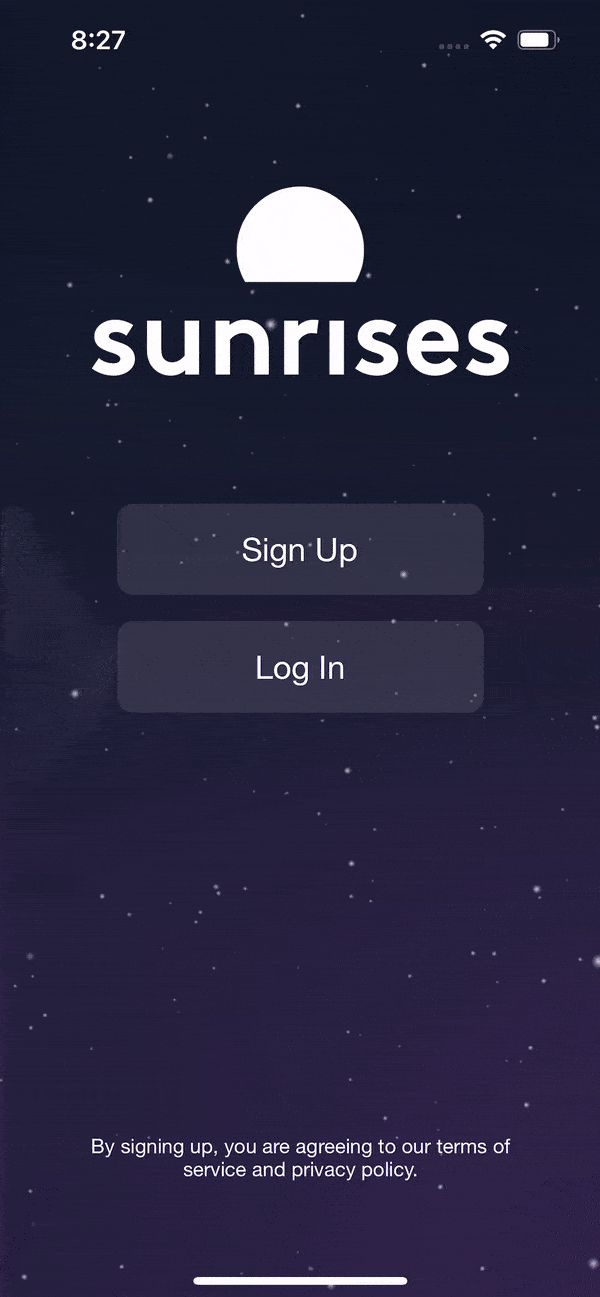 8:27
sunrises
Sign Up
Log In
By signing up, you are agreeing to our terms of
service and privacy policy.